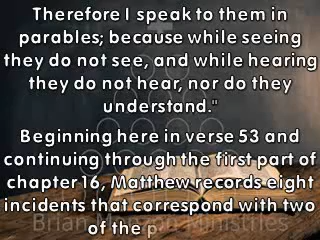 Therefore I speak to them in
parables; because while seeing
they do not see, and while hearing
they do not hear, nor do they
understand."
Beginning here in verse 53 and
continuing through the first part of
chapter 16, Matthew records eight
incidents that correspond with two
of the p
Ministries